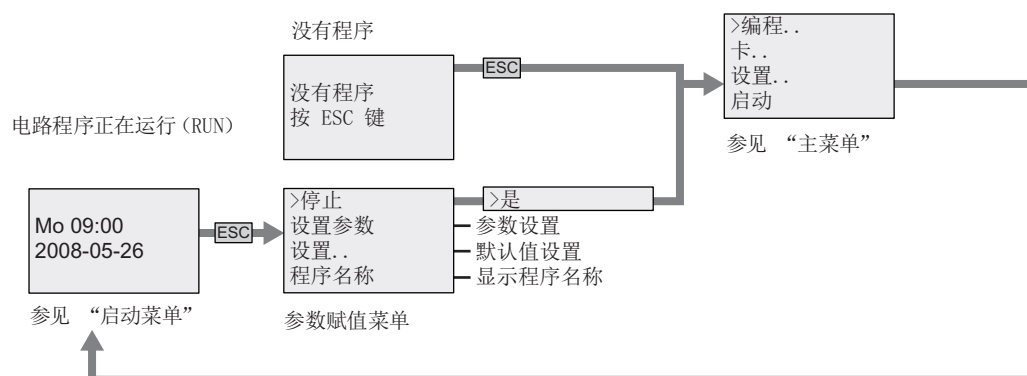 没有程序
没有程序
按 ESC 键
ESC
>编程..
卡..
设置..
启动
参见 “主菜单”
电路程序正在运行(RUN)
Mo 09:00
2008-05-26
ESC
>停止
设置参数
设置..
程序名称
>是
参数设置
默认值设置
显示程序名称
参见 “启动菜单”
参数赋值菜单